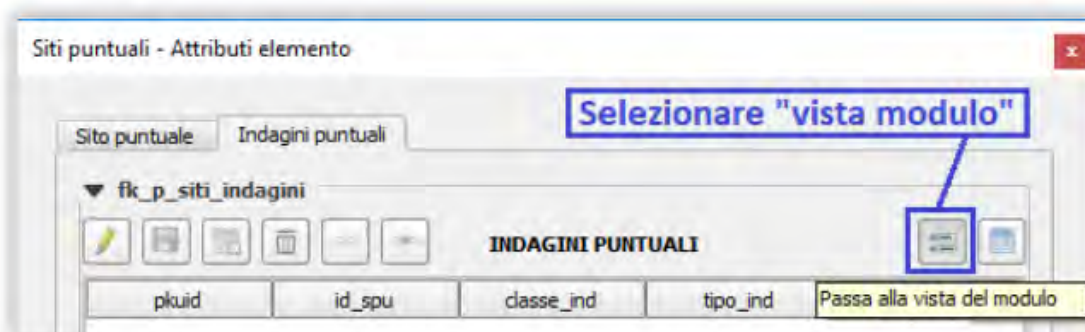 Siti puntuali - Attributi elemento
x
Selezionare "vista modulo"
Sito puntuale Indagini puntuali
fk_p_siti_indagini
INDAGINI PUNTUALI
pkuid id_spu classe_ind tipo_ind Passa alla vista del modulo